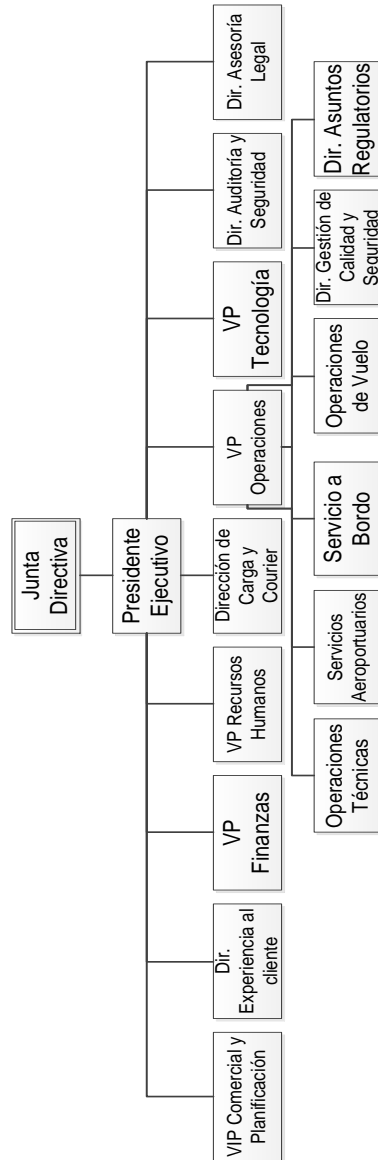 Junta
Directiva
Presidente
Ejecutivo
VIP Comercial y
Planificación
Dir.
Experiencia al
cliente
VP
Finanzas
VP Recursos
Humanos
Dirección de
Carga y
Courier
VP
Operaciones
VP
Tecnología
Dir. Auditoría y
Seguridad
Dir. Asesoría
Legal
Operaciones
Técnicas
Servicios
Aeroportuarios
Servicio a
Bordo
Operaciones
de Vuelo
Dir. Gestión de
Calidad y
Seguridad
Dir. Asuntos
Regulatorios